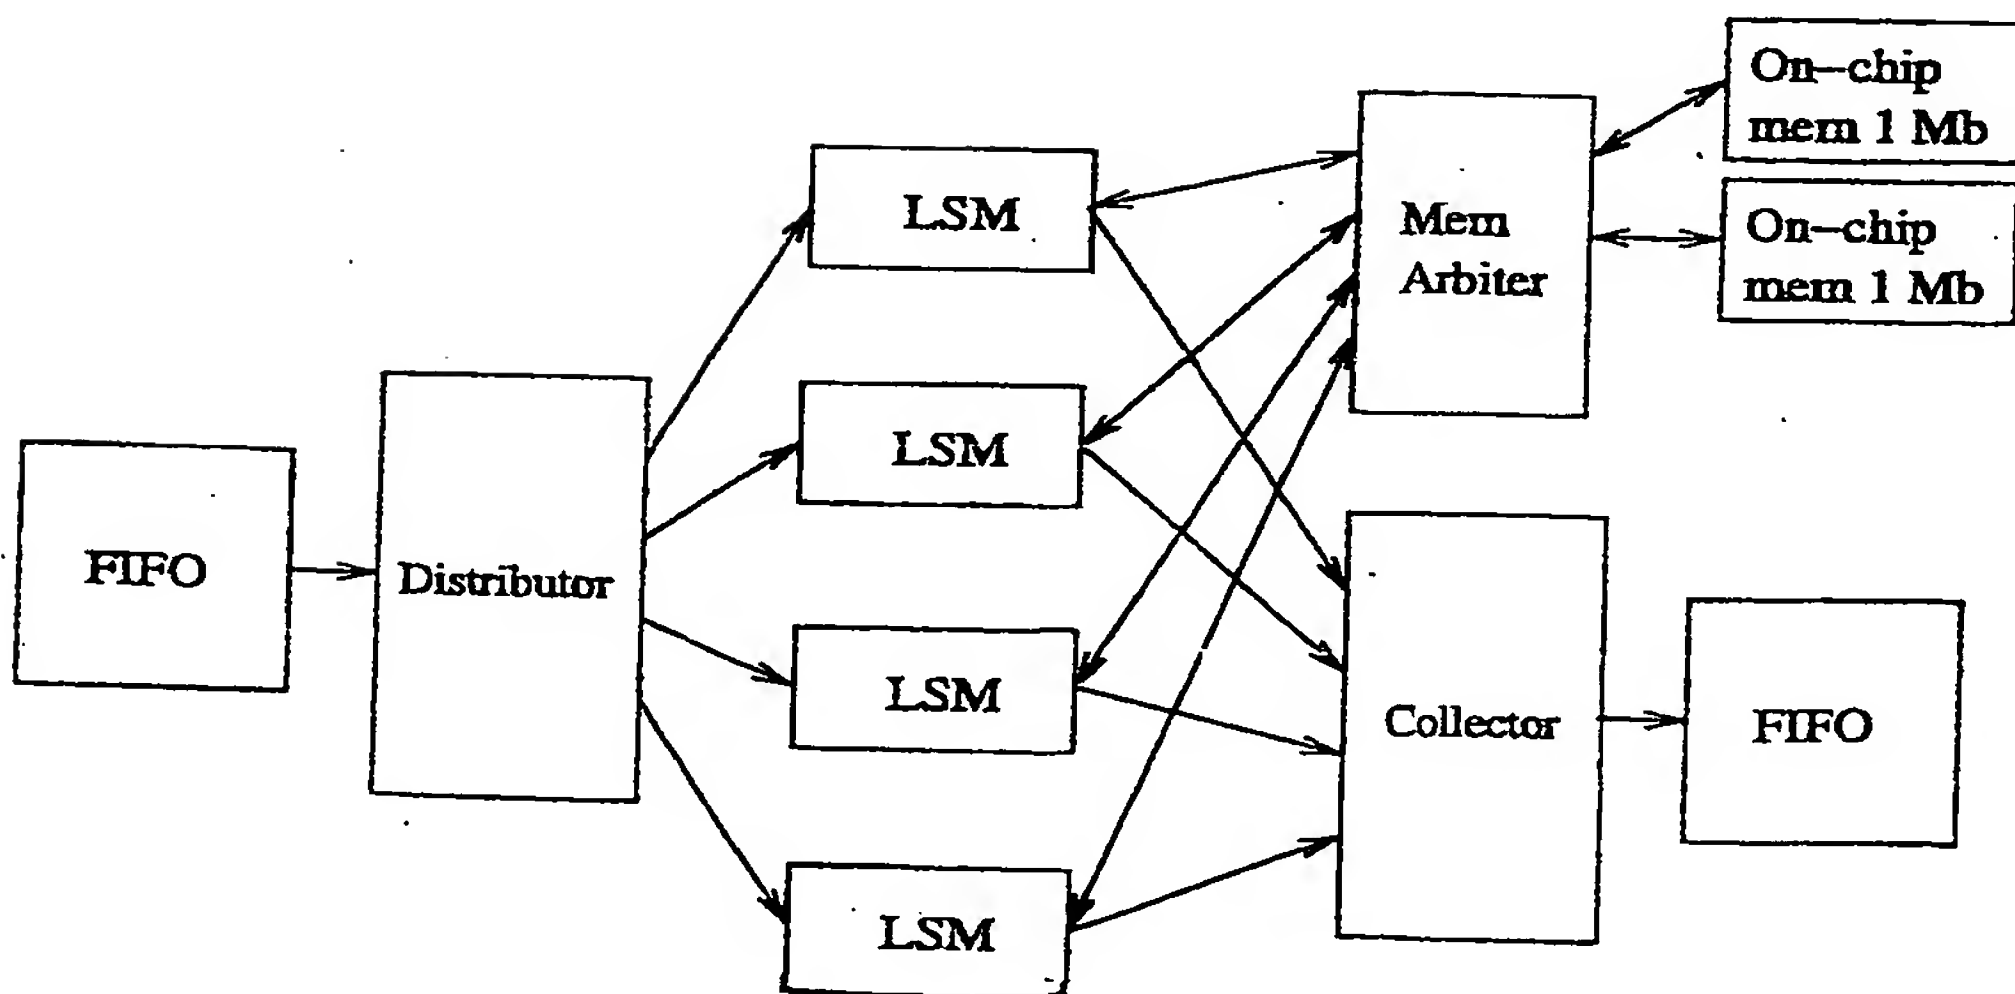 On-chip
mem 1 Mb
LSM
Mem
Arbiter
On-chip
mem 1 Mb
LSM
FIFO
Distributor
LSM
Collector
FIFO
LSM